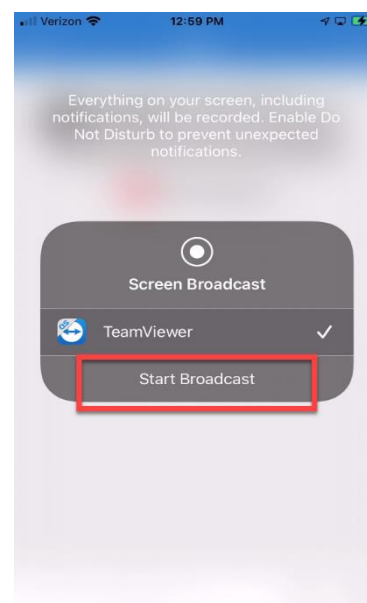 Verizon 12:59 PM
Everything on your screen, including
notifications, will be recorded. Enable Do
Not Disturb to prevent unexpected
notifications.
Screen Broadcast
TeamViewer
Start Broadcast